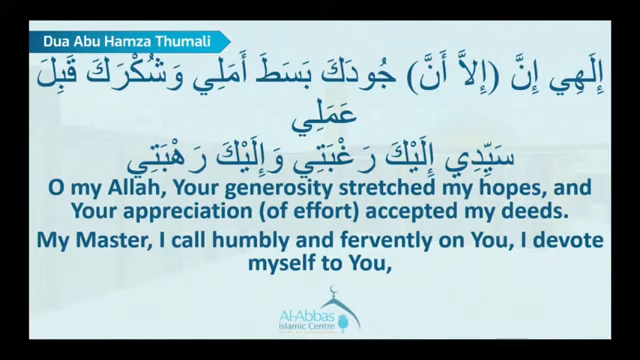 Dua Abu Hamza Thumali
إِلَهِي إِنَّ (إِلاَّ أَنَّ) جُودَكَ بَسَطَ أَمَلِي وَشُكْرَكَ قَبِلَ
عَمَلِي
سَيِّدِي إِلَيْكَ رَغْبَتِي وَإِلَيْكَ رَهْبَتِي
O my Allah, Your generosity stretched my hopes, and
Your appreciation (of effort) accepted my deeds.
My Master, I call humbly and fervently on You, I devote
myself to You,
Al-Abbas
Islamic Centre